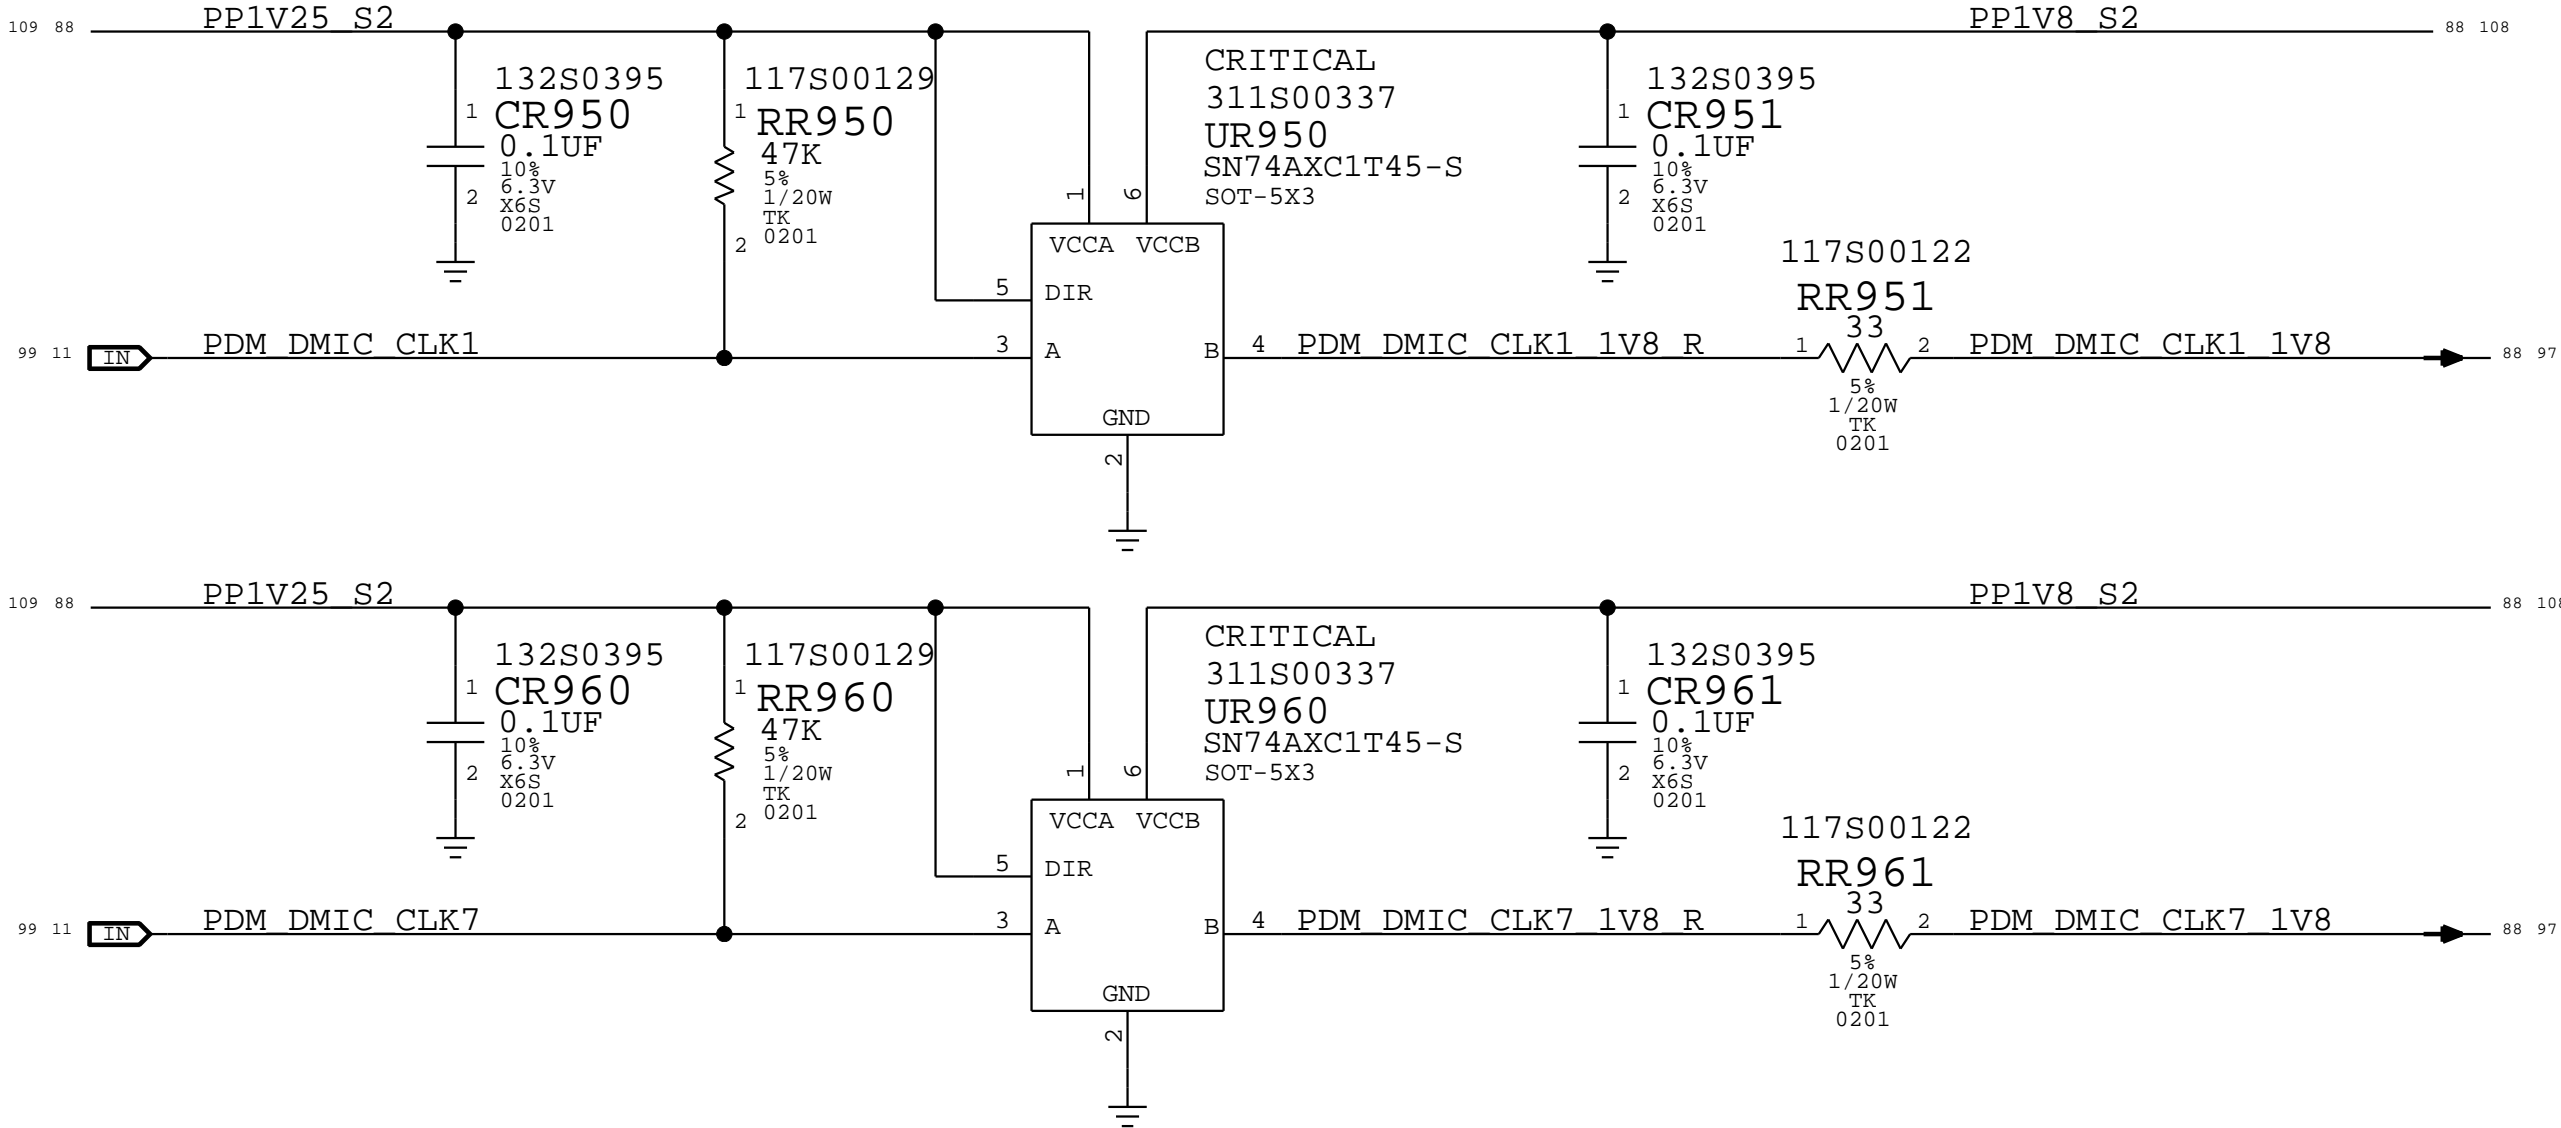 109 88 PP1V25_S2 PP1V8_S2 88 108
132S0395
1 CR950
0.1UF
10%
6.3V
2 X6S
0201
117S00129
1 RR950
47K
5%
1/20W
TK
2 0201
CRITICAL
311S00337
UR950
SN74AXC1T45-S
SOT-5X3
132S0395
1 CR951
0.1UF
10%
6.3V
2 X6S
0201
1 6
VCCA VCCB
5 DIR
117S00122
RR951
33
99 11 IN PDM_DMIC_CLK1 3 A B 4 PDM_DMIC_CLK1_1V8_R 1 2 PDM_DMIC_CLK1_1V8 88 97
5%
1/20W
TK
0201
GND
2
109 88 PP1V25_S2 PP1V8_S2 88 108
132S0395
1 CR960
0.1UF
10%
6.3V
2 X6S
0201
117S00129
1 RR960
47K
5%
1/20W
TK
2 0201
CRITICAL
311S00337
UR960
SN74AXC1T45-S
SOT-5X3
132S0395
1 CR961
0.1UF
10%
6.3V
2 X6S
0201
1 6
VCCA VCCB
5 DIR
117S00122
RR961
33
99 11 IN PDM_DMIC_CLK7 3 A B 4 PDM_DMIC_CLK7_1V8_R 1 2 PDM_DMIC_CLK7_1V8 88 97
5%
1/20W
TK
0201
GND
2